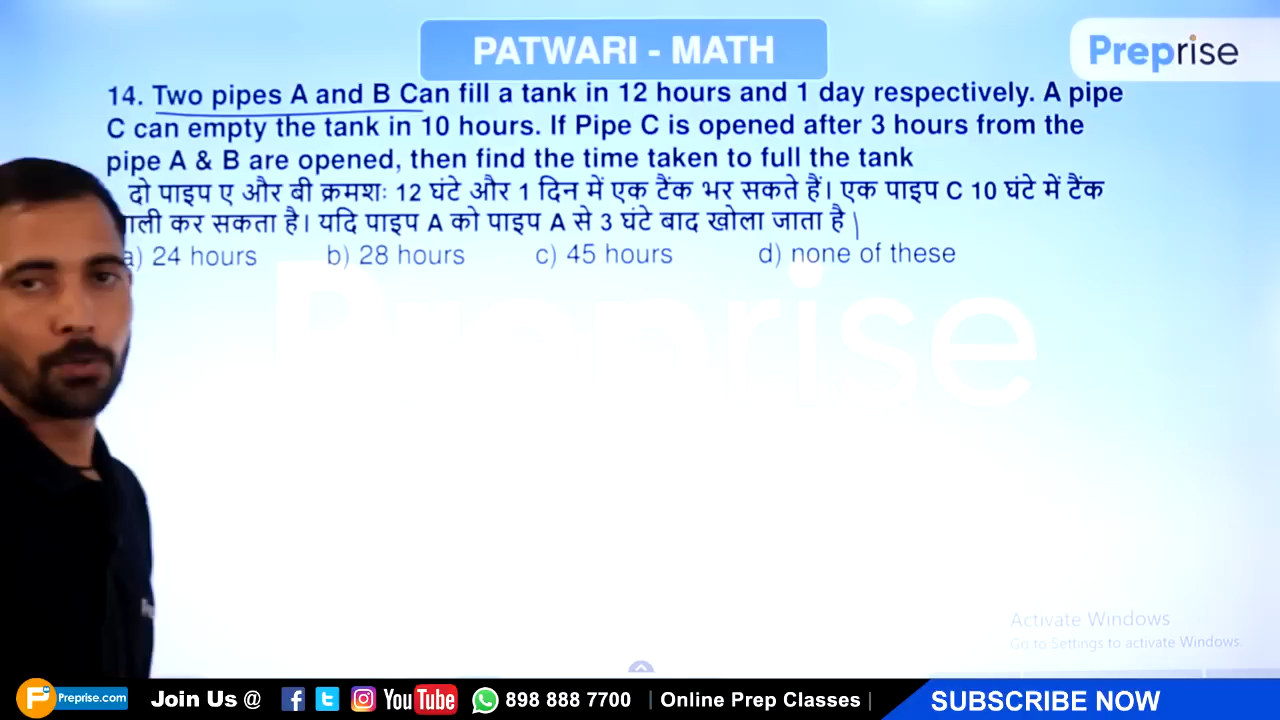 PATWARI - MATH
Preprise
14. Two pipes A and B Can fill a tank in 12 hours and 1 day respectively. A pipe
C can empty the tank in 10 hours. If Pipe C is opened after 3 hours from the
pipe A & B are opened, then find the time taken to full the tank
दो पाइप ए और बी क्रमशः 12 घंटे और 1 दिन में एक टैंक भर सकते हैं। एक पाइप C 10 घंटे में टैंक
ाली कर सकता है। यदि पाइप A को पाइप A से 3 घंटे बाद खोला जाता है |
a) 24 hours b) 28 hours c) 45 hours d) none of these
Preprise
Activate Windows
Go to Settings to activate Windows.
Preprise.com Join Us @ YouTube 898 888 7700 | Online Prep Classes | SUBSCRIBE NOW